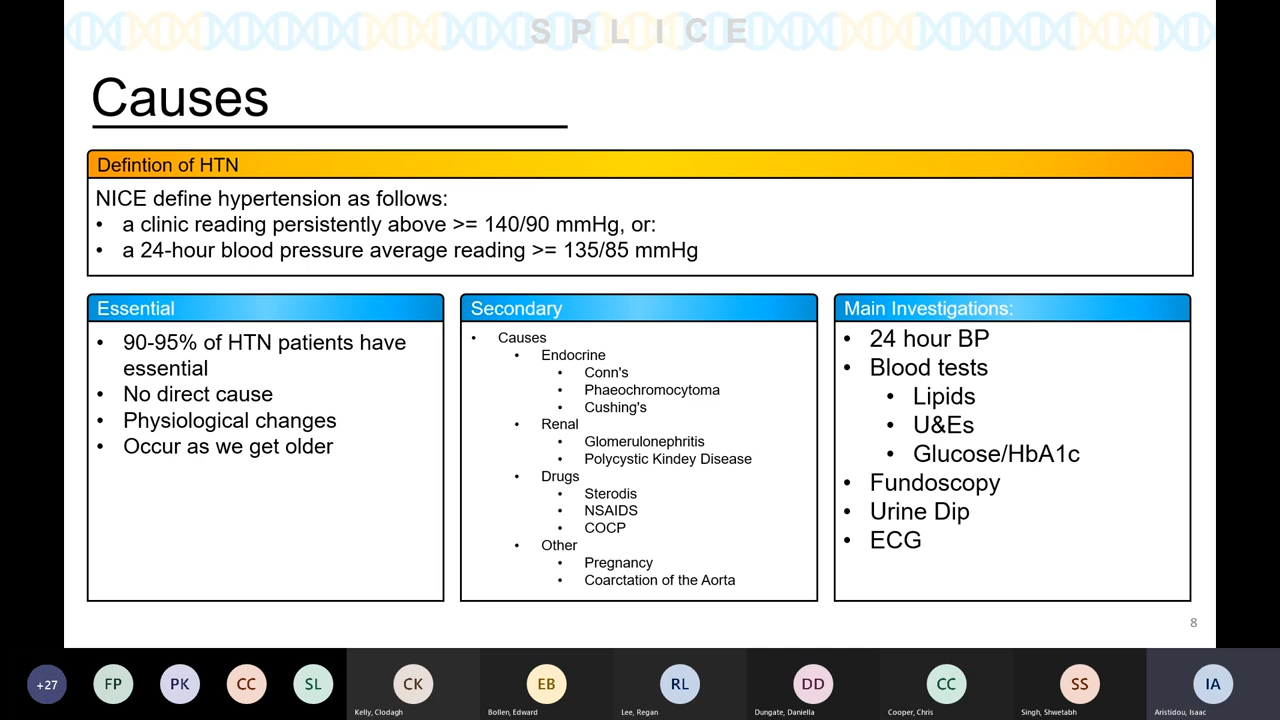 S P L I C E
Causes
Defintion of HTN
NICE define hypertension as follows:
• a clinic reading persistently above >= 140/90 mmHg, or:
• a 24-hour blood pressure average reading >= 135/85 mmHg
Essential
• 90-95% of HTN patients have
essential
• No direct cause
• Physiological changes
• Occur as we get older
Secondary
• Causes
• Endocrine
• Conn's
• Phaeochromocytoma
• Cushing's
• Renal
• Glomerulonephritis
• Polycystic Kindey Disease
• Drugs
• Sterodis
• NSAIDS
• COCP
• Other
• Pregnancy
• Coarctation of the Aorta
Main Investigations:
• 24 hour BP
• Blood tests
• Lipids
• U&Es
• Glucose/HbA1c
• Fundoscopy
• Urine Dip
• ECG
8
+27 FP PK CC SL CK EB RL DD CC SS IA
Kelly, Clodagh Bollen, Edward Lee, Regan Dungate, Daniella Cooper, Chris Singh, Shwetabh Aristidou, Isaac